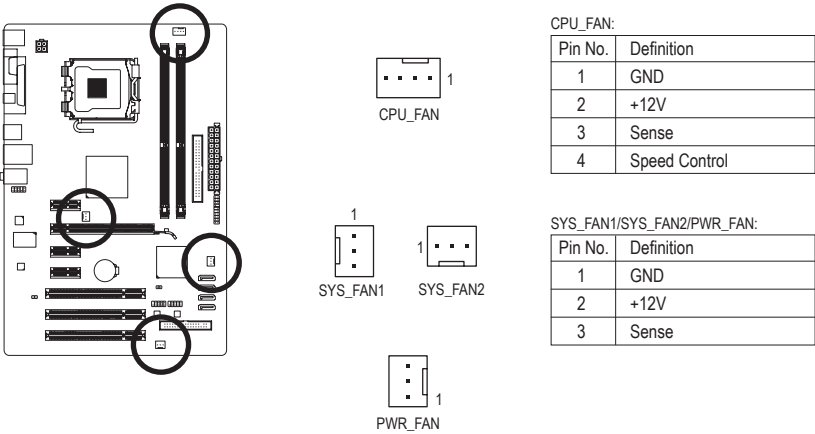 1
CPU_FAN
1
SYS_FAN1
1
SYS_FAN2
1
PWR_FAN
CPU_FAN:
Pin No. Definition
1 GND
2 +12V
3 Sense
4 Speed Control
SYS_FAN1/SYS_FAN2/PWR_FAN:
Pin No. Definition
1 GND
2 +12V
3 Sense